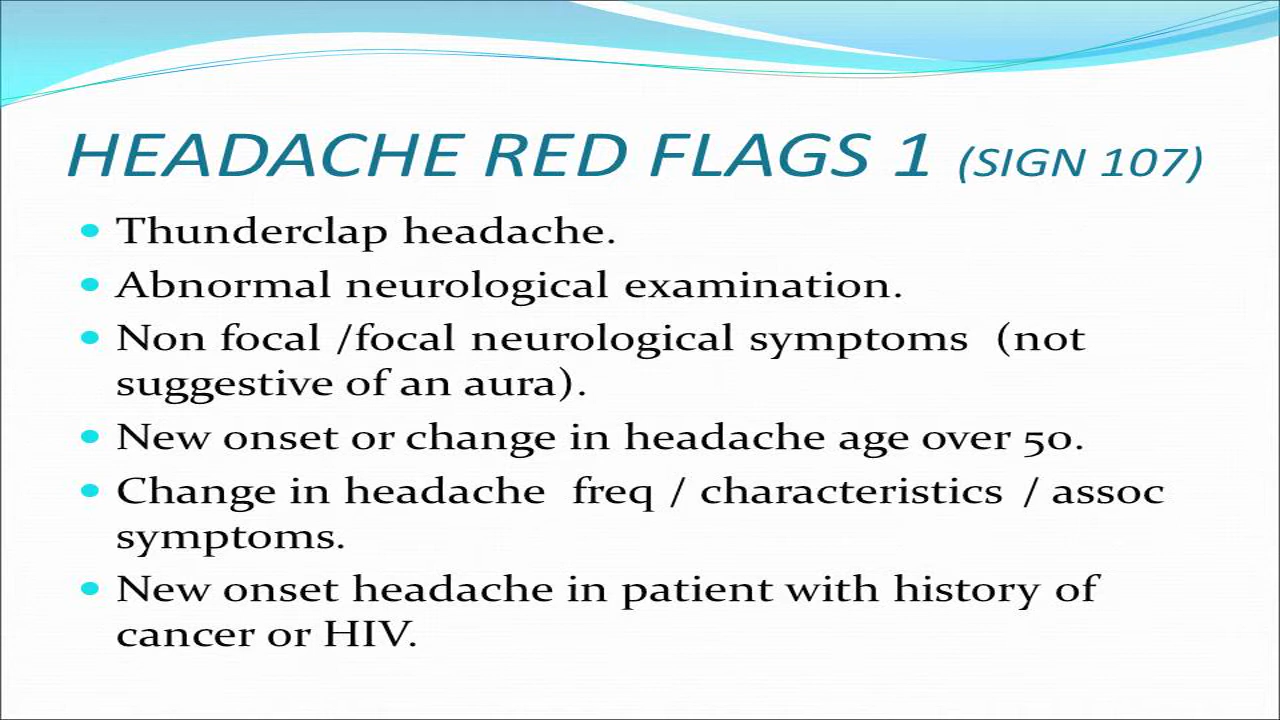 HEADACHE RED FLAGS 1 (SIGN 107)
• Thunderclap headache.
• Abnormal neurological examination.
• Non focal /focal neurological symptoms (not
suggestive of an aura).
• New onset or change in headache age over 50.
• Change in headache freq / characteristics / assoc
symptoms.
• New onset headache in patient with history of
cancer or HIV.